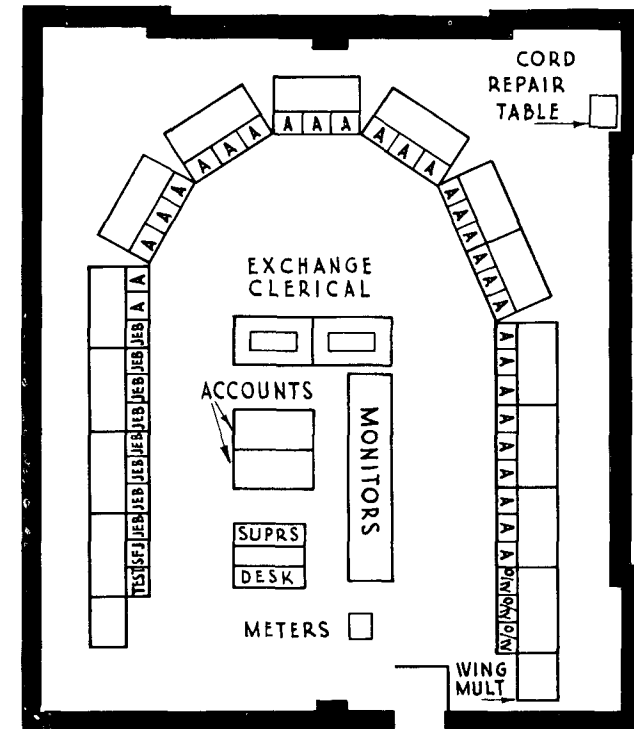 CORD
REPAIR
TABLE
A A A
A A A
A A A
A A A
A A A A A A
A
A
JEB
JEB
JEB
JEB
JEB
JEB
JEB
JEB
SFJ
TEST
EXCHANGE
CLERICAL
ACCOUNTS
MONITORS
SUPRS
DESK
METERS
A
A
A
A
A
A
A
A
A
O/N
O/N
O/N
WING
MULT